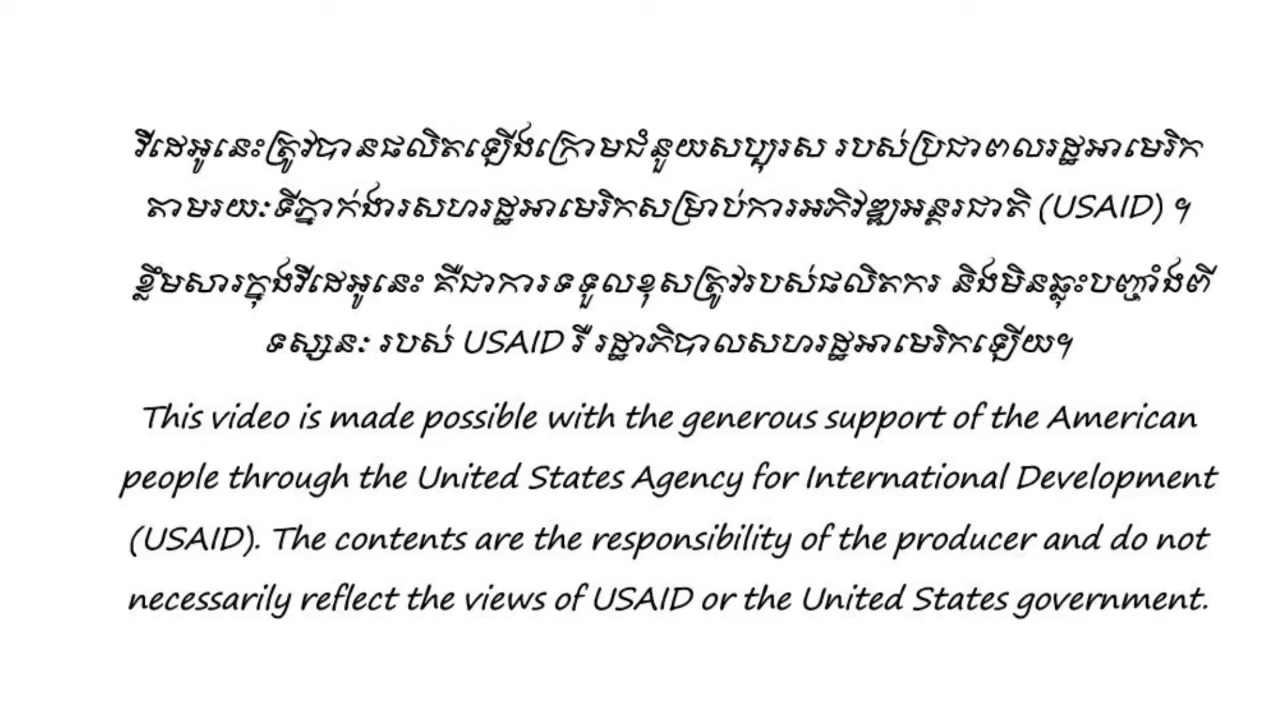 វីដេអូនេះត្រូវបានផលិតឡើងក្រោមជំនួយសប្បុរស របស់ប្រជាពលរដ្ឋអាមេរិក
តាមរយៈទីភ្នាក់ងារសហរដ្ឋអាមេរិកសម្រាប់ការអភិវឌ្ឍអន្តរជាតិ (USAID) ។
ខ្លឹមសារក្នុងវីដេអូនេះ គឺជាការទទួលខុសត្រូវរបស់ផលិតករ និងមិនឆ្លុះបញ្ចាំងពី
ទស្សនៈ របស់ USAID រឺ រដ្ឋាភិបាលសហរដ្ឋអាមេរិកឡើយ។
This video is made possible with the generous support of the American
people through the United States Agency for International Development
(USAID). The contents are the responsibility of the producer and do not
necessarily reflect the views of USAID or the United States government.